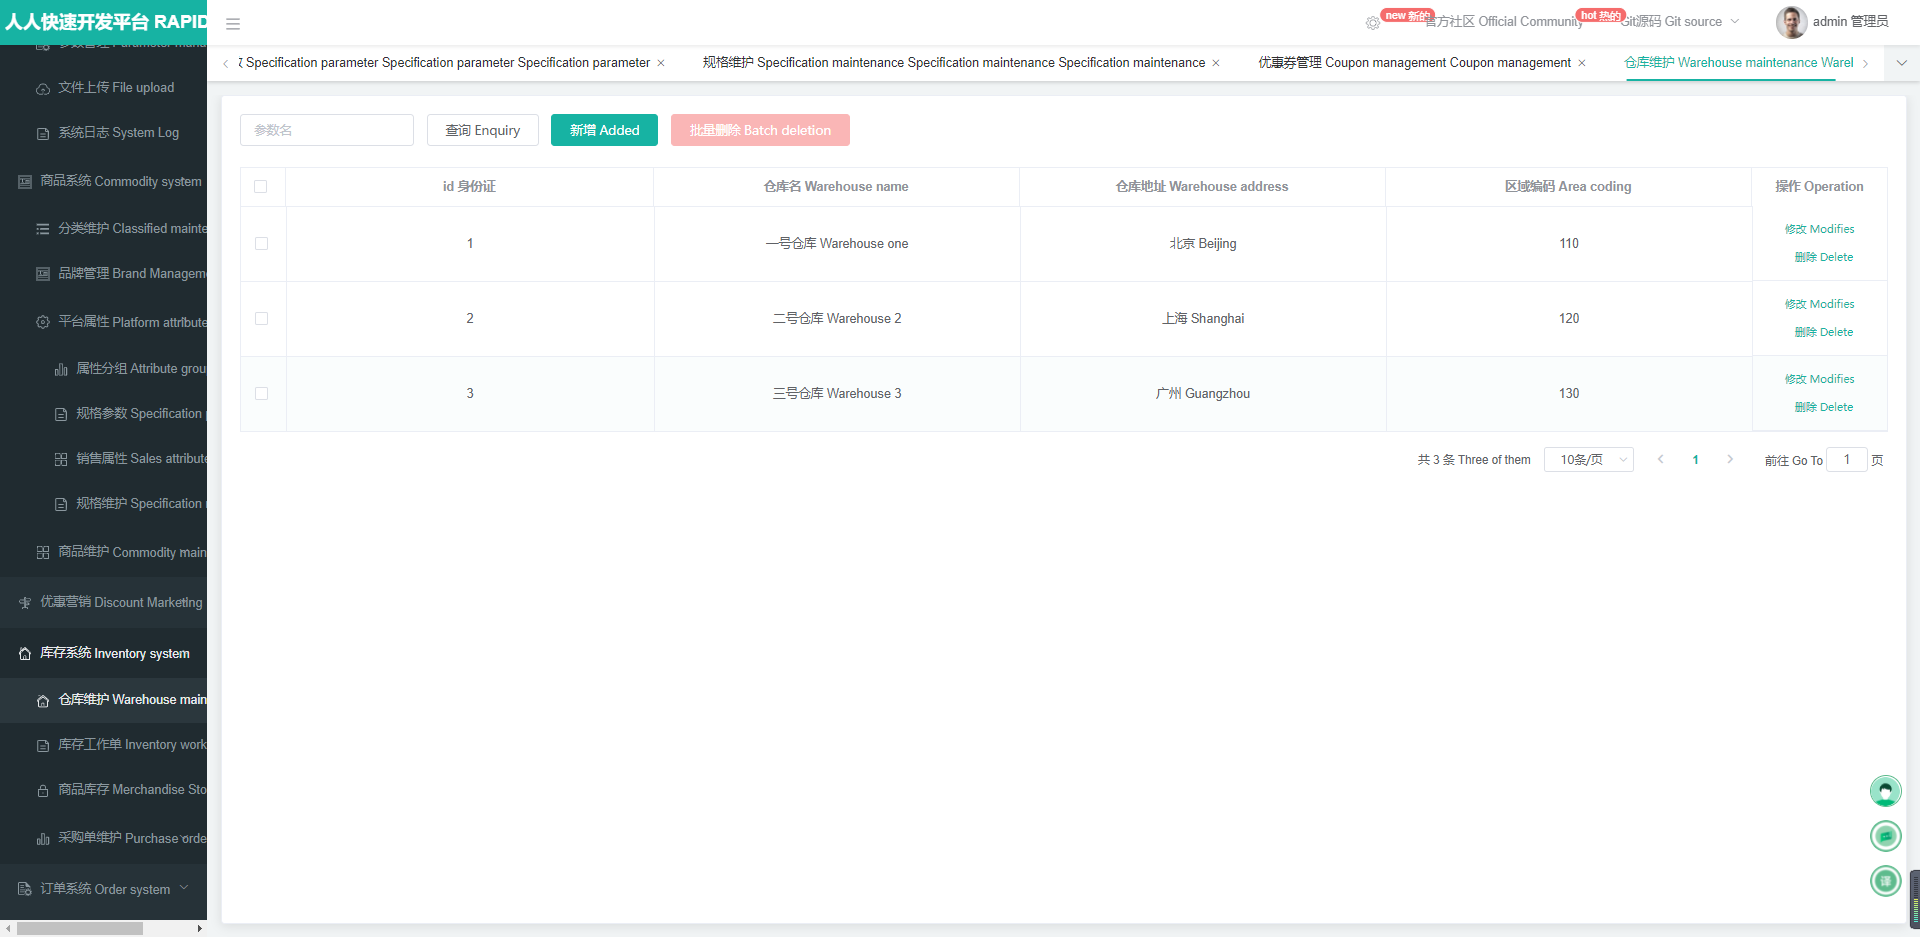 人人快速开发平台 RAPID
new 新的
官方社区 Official Community
hot 热的
Git源码 Git source
admin 管理员
Specification parameter Specification parameter Specification parameter ×
规格维护 Specification maintenance Specification maintenance Specification maintenance ×
优惠券管理 Coupon management Coupon management ×
仓库维护 Warehouse maintenance Warel
参数管理 Parameter mana
文件上传 File upload
系统日志 System Log
商品系统 Commodity system
分类维护 Classified mainte
品牌管理 Brand Managem
平台属性 Platform attribute
属性分组 Attribute grou
规格参数 Specification p
销售属性 Sales attribute
规格维护 Specification
商品维护 Commodity main
优惠营销 Discount Marketing
库存系统 Inventory system
仓库维护 Warehouse main
库存工作单 Inventory work
商品库存 Merchandise Sto
采购单维护 Purchase orde
订单系统 Order system
参数名
查询 Enquiry
新增 Added
批量删除 Batch deletion
id 身份证 仓库名 Warehouse name 仓库地址 Warehouse address 区域编码 Area coding 操作 Operation
1 一号仓库 Warehouse one 北京 Beijing 110 修改 Modifies
删除 Delete
2 二号仓库 Warehouse 2 上海 Shanghai 120 修改 Modifies
删除 Delete
3 三号仓库 Warehouse 3 广州 Guangzhou 130 修改 Modifies
删除 Delete
共 3 条 Three of them 10条/页 1 前往 Go To 1 页
译